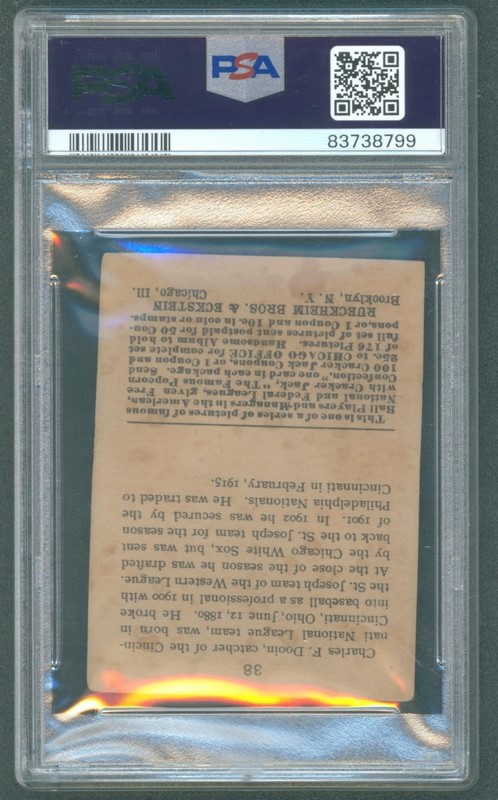 PSA
PSA
83738799
38
Charles F. Dooin, catcher of the Cincin-
nati National League team, was born in
Cincinnati, Ohio, June 12, 1880. He broke
into baseball as a professional in 1900 with
the St. Joseph team of the Western League.
At the close of the season he was drafted
by the Chicago White Sox, but was sent
back to the St. Joseph team for the season
of 1901. In 1902 he was secured by the
Philadelphia Nationals. He was traded to
Cincinnati in February, 1915.
This is one of a series of pictures of famous
Ball Players and Managers in the American,
National and Federal Leagues, given Free
with Cracker Jack, "The Famous Popcorn
Confection," one card in each package. Send
100 Cracker Jack Coupons, or 1 Coupon and
25c. to CHICAGO OFFICE for complete set
of 176 Pictures. Handsome Album to hold
full set of pictures sent postpaid for 50 Cou-
pons, or 1 Coupon and 10c. in coin or stamps.
RUECKHEIM BROS. & ECKSTEIN
Brooklyn, N. Y. Chicago, Ill.